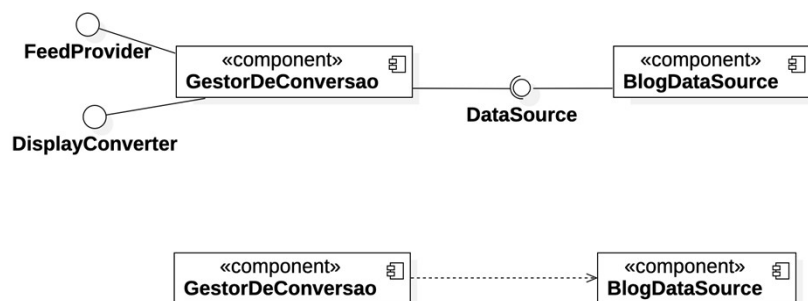 FeedProvider
«component»
GestorDeConversao
«component»
BlogDataSource
DataSource
DisplayConverter
«component»
GestorDeConversao
«component»
BlogDataSource